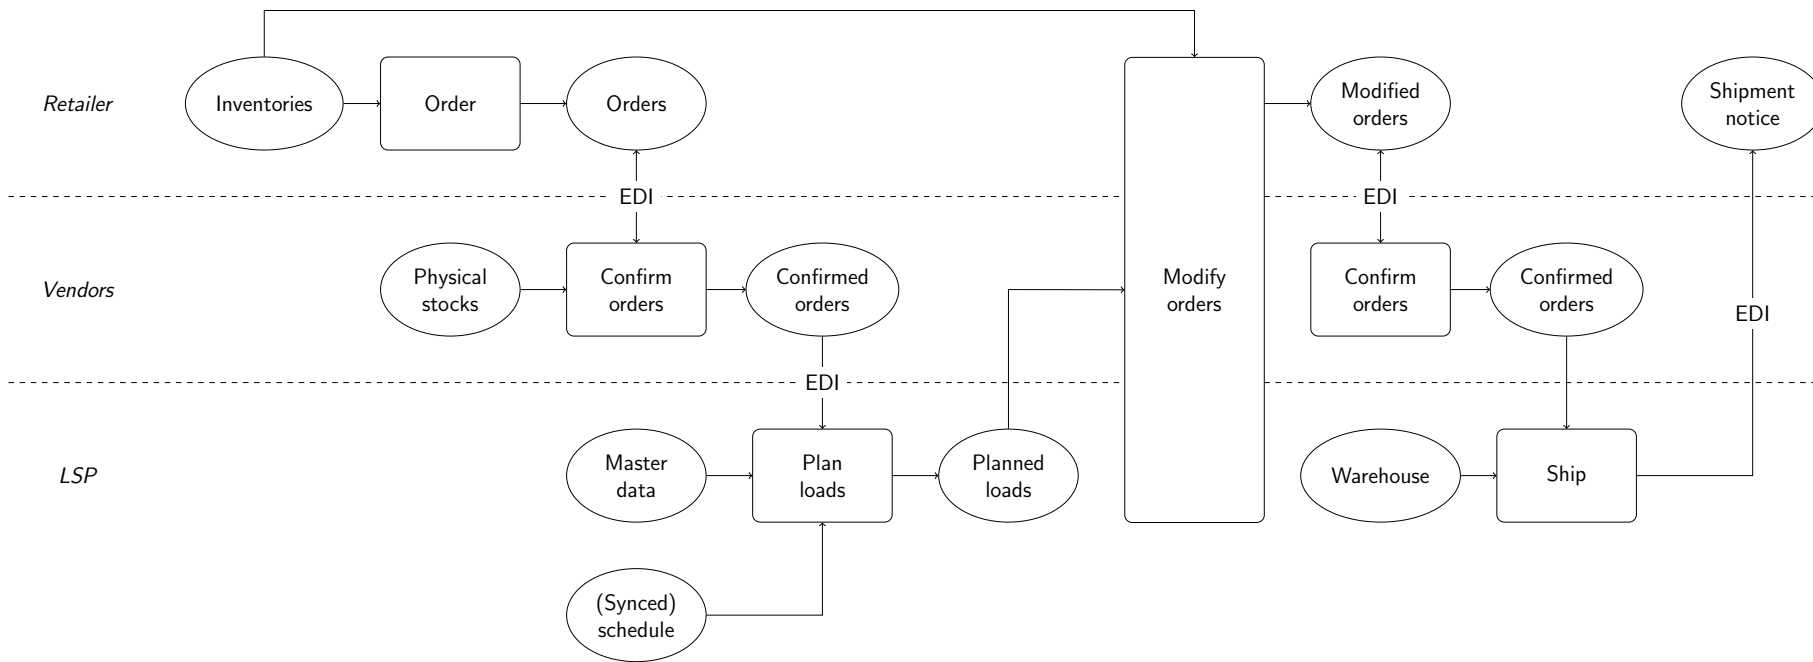 Retailer
Inventories
Order
Orders
Modified
orders
Shipment
notice
EDI
EDI
Vendors
Physical
stocks
Confirm
orders
Confirmed
orders
Modify
orders
Confirm
orders
Confirmed
orders
EDI
EDI
LSP
Master
data
Plan
loads
Planned
loads
Warehouse
Ship
(Synced)
schedule